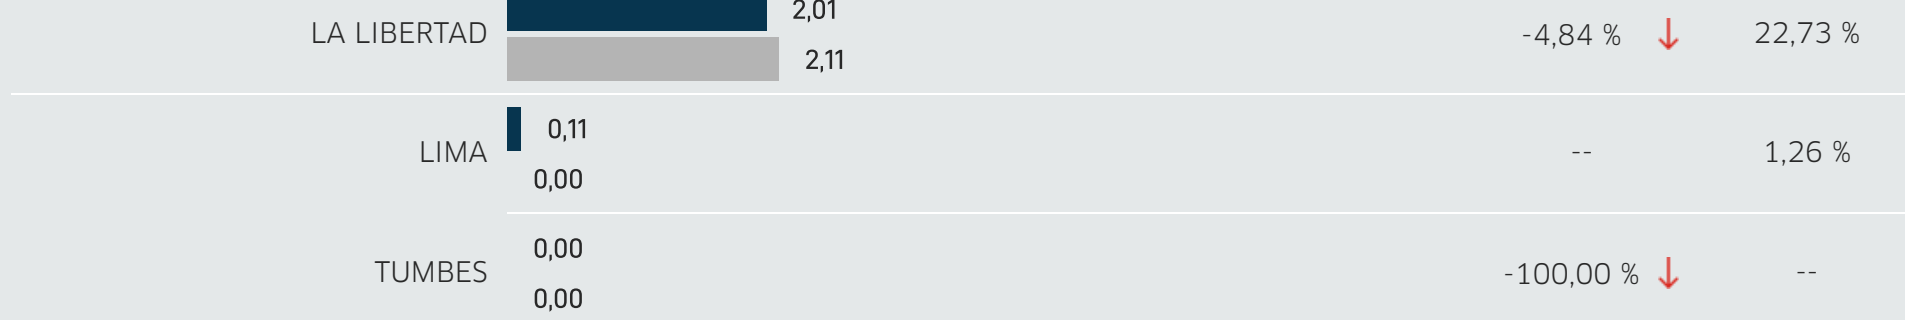 2,01
LA LIBERTAD -4,84 % 22,73 %
2,11
0,11
LIMA -- 1,26 %
0,00
0,00
TUMBES -100,00 % --
0,00